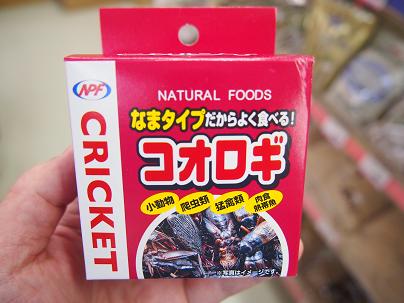 NPF
CRICKET
NATURAL FOODS
なまタイプだからよく食べる!
コオロギ
小動物
爬虫類
猛禽類
肉食
熱帯魚
※写真はイメージです。